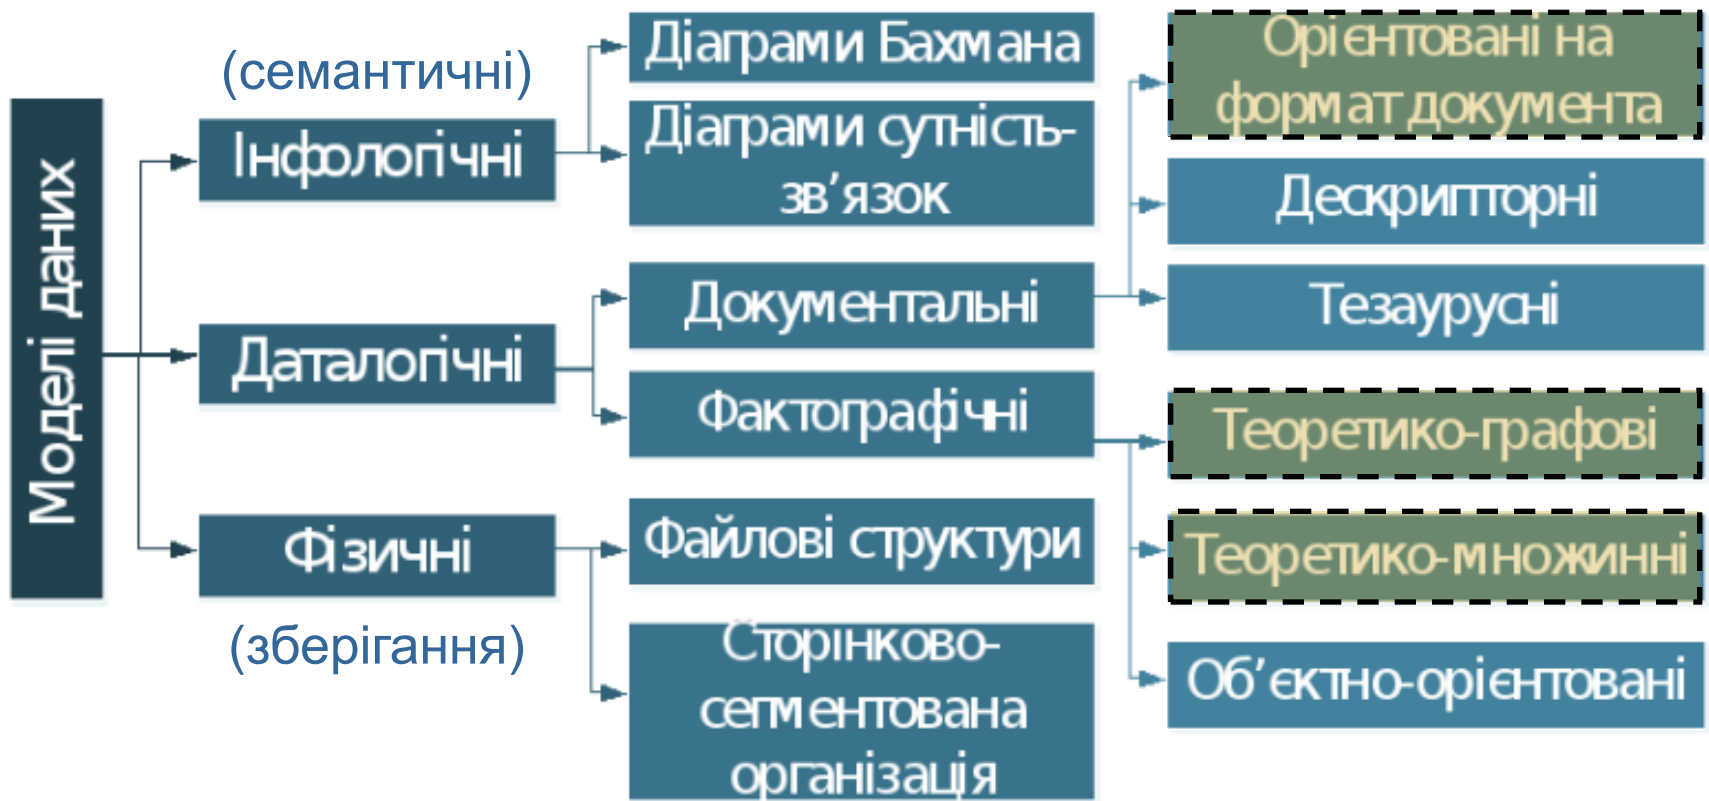 Моделі даних
(семантичні)
Інфологічні
Даталогічні
Фізичні
(зберігання)
Діаграми Бахмана
Діаграми сутність-
зв’язок
Документальні
Фактографічні
Файлові структури
Сторінково-
сегментована
організація
Орієнтовані на
формат документа
Дескрипторні
Тезаурусні
Теоретико-графові
Теоретико-множинні
Об’єктно-орієнтовані